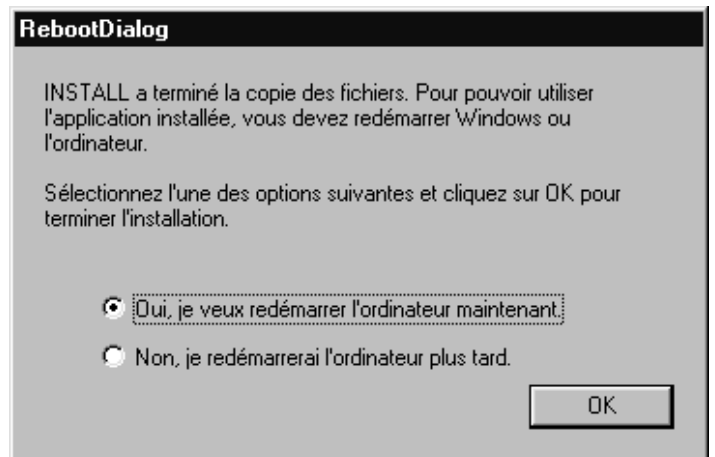 RebootDialog
INSTALL a terminé la copie des fichiers. Pour pouvoir utiliser
l'application installée, vous devez redémarrer Windows ou
l'ordinateur.
Sélectionnez l'une des options suivantes et cliquez sur OK pour
terminer l'installation.
Oui, je veux redémarrer l'ordinateur maintenant.
Non, je redémarrerai l'ordinateur plus tard.
OK